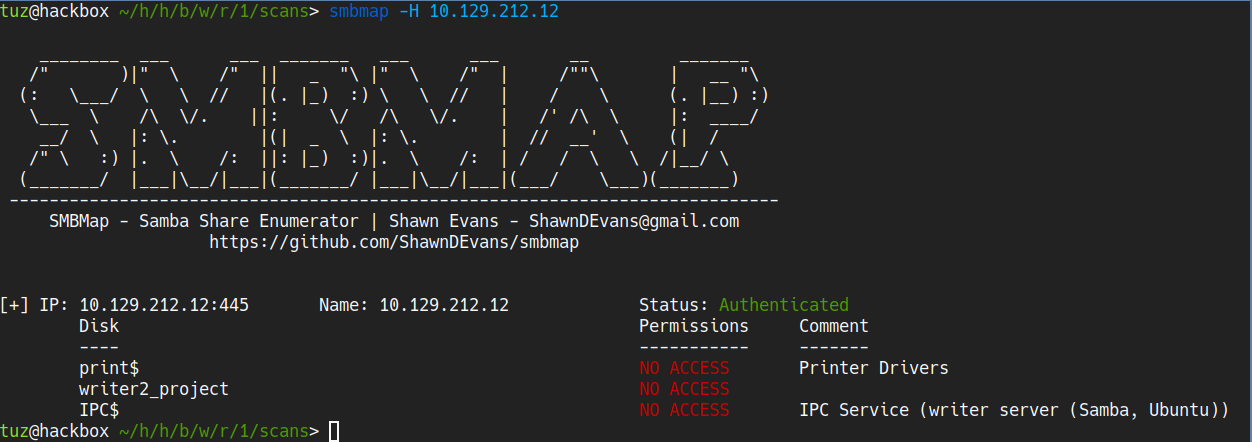 tuz@hackbox ~/h/h/b/w/r/1/scans> smbmap -H 10.129.212.12
SMBMAP
SMBMap - Samba Share Enumerator | Shawn Evans - ShawnDEvans@gmail.com
https://github.com/ShawnDEvans/smbmap
[+] IP: 10.129.212.12:445 Name: 10.129.212.12 Status: Authenticated
Disk Permissions Comment
---- ----------- -------
print$ NO ACCESS Printer Drivers
writer2_project NO ACCESS
IPC$ NO ACCESS IPC Service (writer server (Samba, Ubuntu))
tuz@hackbox ~/h/h/b/w/r/1/scans>